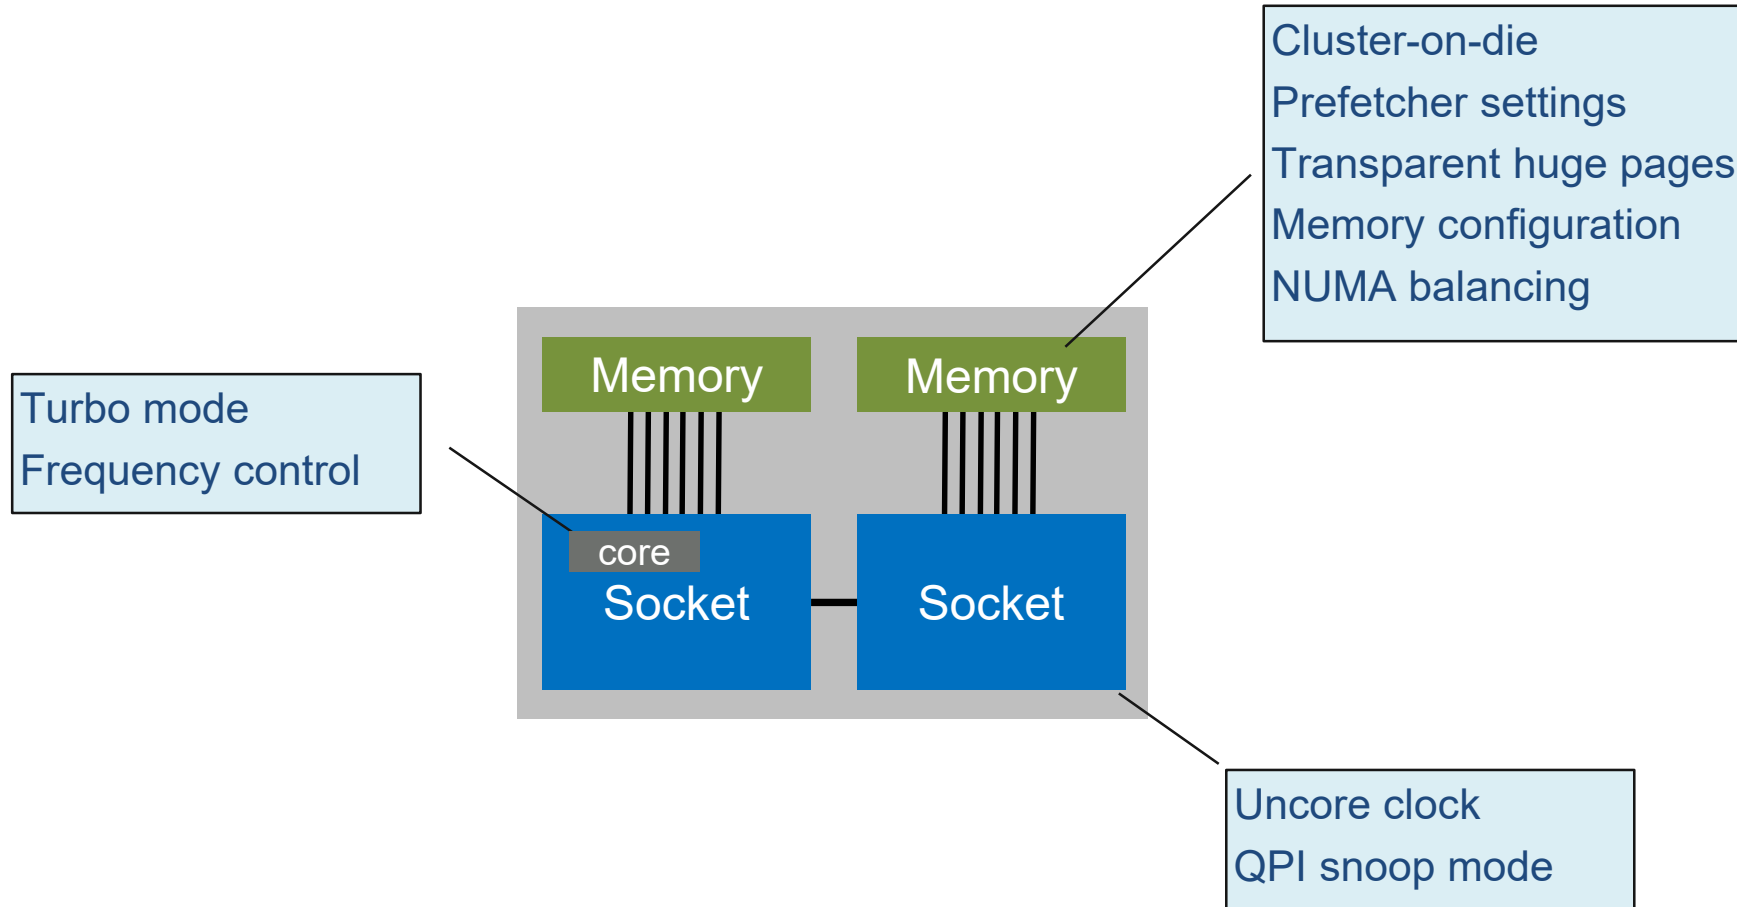 Cluster-on-die
Prefetcher settings
Transparent huge pages
Memory configuration
NUMA balancing
Turbo mode
Frequency control
Memory
Memory
core
Socket
Socket
Uncore clock
QPI snoop mode